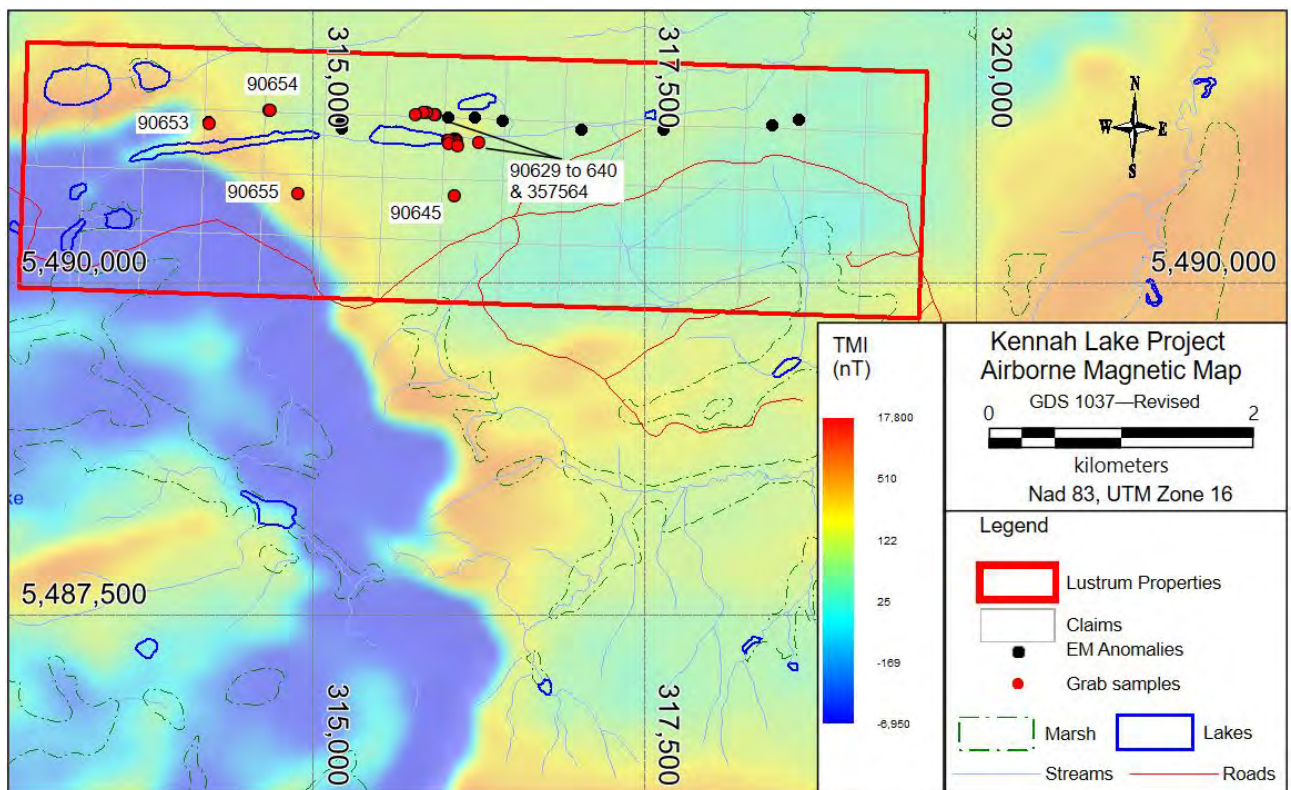 315,000
317,500
320,000
90654
90653
N
W E
S
90629 to 640
& 357564
90655
90645
5,490,000
5,490,000
TMI
(nT)
17,800
510
122
25
-169
-6,950
Kennah Lake Project
Airborne Magnetic Map
GDS 1037—Revised
0 2
kilometers
Nad 83, UTM Zone 16
Legend
Lustrum Properties
Claims
EM Anomalies
Grab samples
Marsh
Lakes
Streams
Roads
ke
5,487,500
315,000
317,500